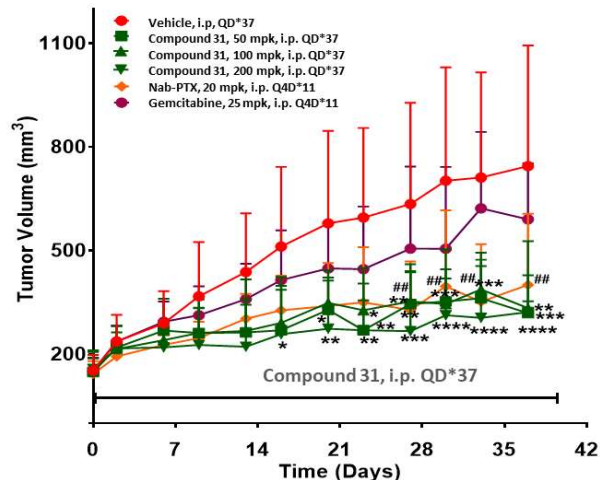 Vehicle, i.p, QD*37
Compound 31, 50 mpk, i.p. QD*37
Compound 31, 100 mpk, i.p. QD*37
Compound 31, 200 mpk, i.p. QD*37
Nab-PTX, 20 mpk, i.p. Q4D*11
Gemcitabine, 25 mpk, i.p. Q4D*11
Tumor Volume (mm³)
1100
800
500
200
## ## ## ##
** *** ***
* * ** **
* ** ** ** *** **** **** ***
****
Compound 31, i.p. QD*37
0 7 14 21 28 35 42
Time (Days)